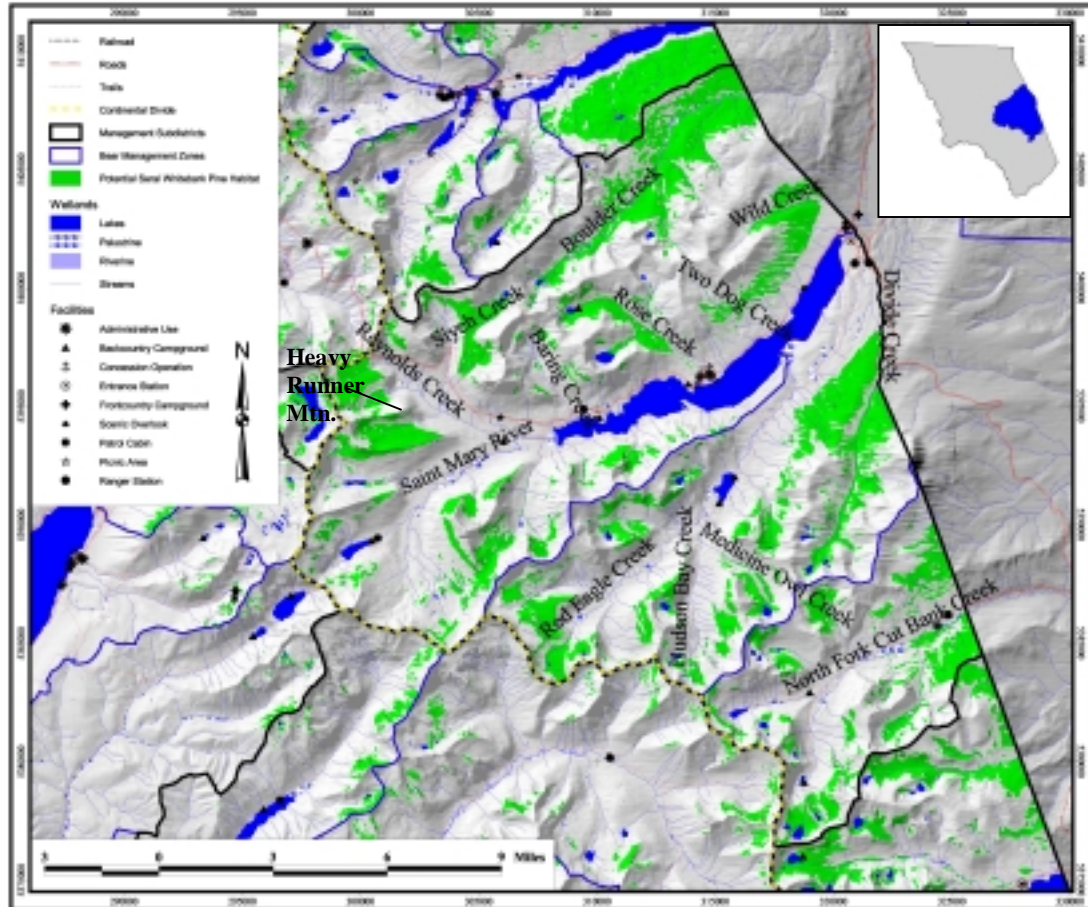 Railroad
Roads
Trails
Continental Divide
Management Subdistricts
Bear Management Zones
Potential Seral Whitebark Pine Habitat
Wetlands
Lakes
Palustrine
Riverine
Streams
Facilities
Administrative Use
Backcountry Campground
Concession Operation
Entrance Station
Frontcountry Campground
Scenic Overlook
Patrol Cabin
Picnic Area
Ranger Station
N
Heavy
Runner
Mtn.
Boulder Creek
Wild Creek
Two Dog Creek
Divide Creek
Siyeh Creek
Rose Creek
Baring Creek
Reynolds Creek
Saint Mary River
Red Eagle Creek
Hudson Bay Creek
Medicine Owl Creek
North Fork Cut Bank Creek
3 0 3 6 9 Miles